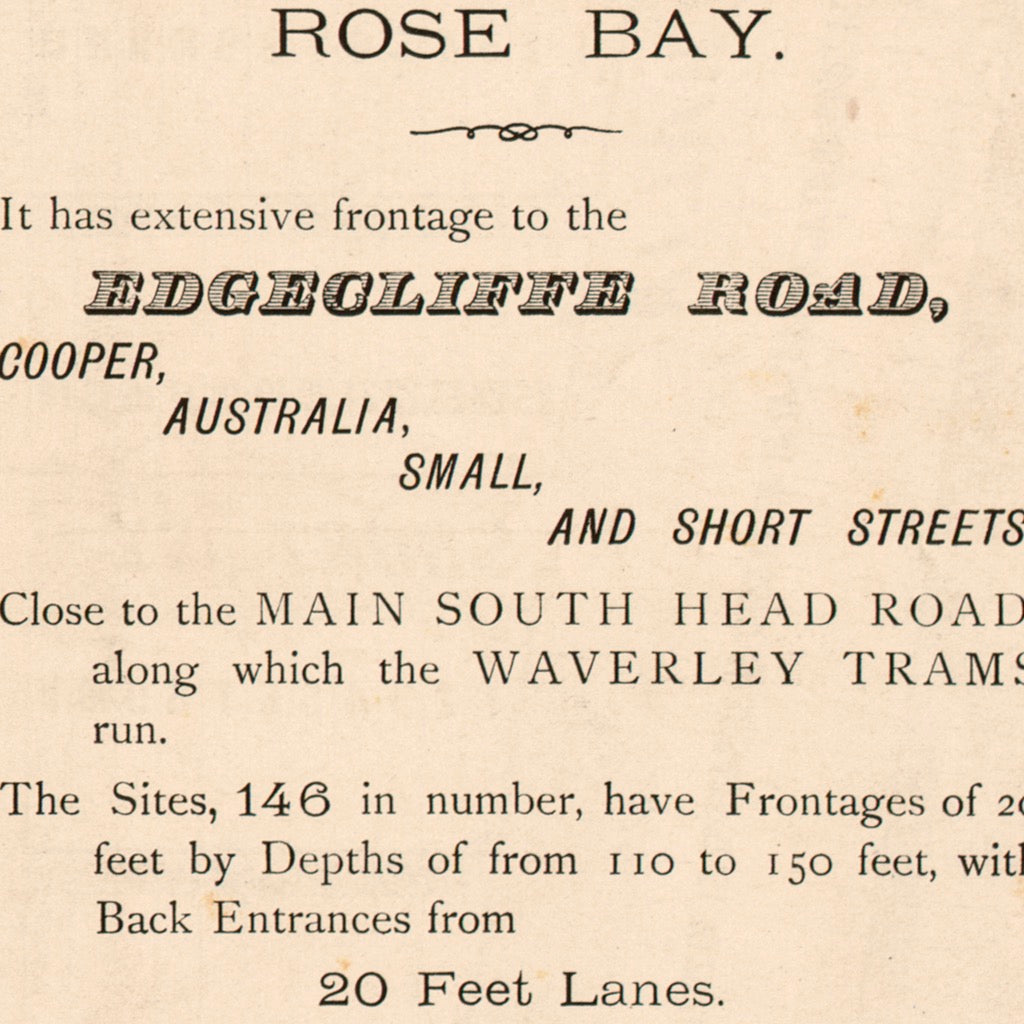 ROSE BAY.
It has extensive frontage to the
EDGECLIFFE ROAD,
COOPER,
AUSTRALIA,
SMALL,
AND SHORT STREETS
Close to the MAIN SOUTH HEAD ROAD
along which the WAVERLEY TRAMS
run.
The Sites, 146 in number, have Frontages of 20
feet by Depths of from 110 to 150 feet, with
Back Entrances from
20 Feet Lanes.